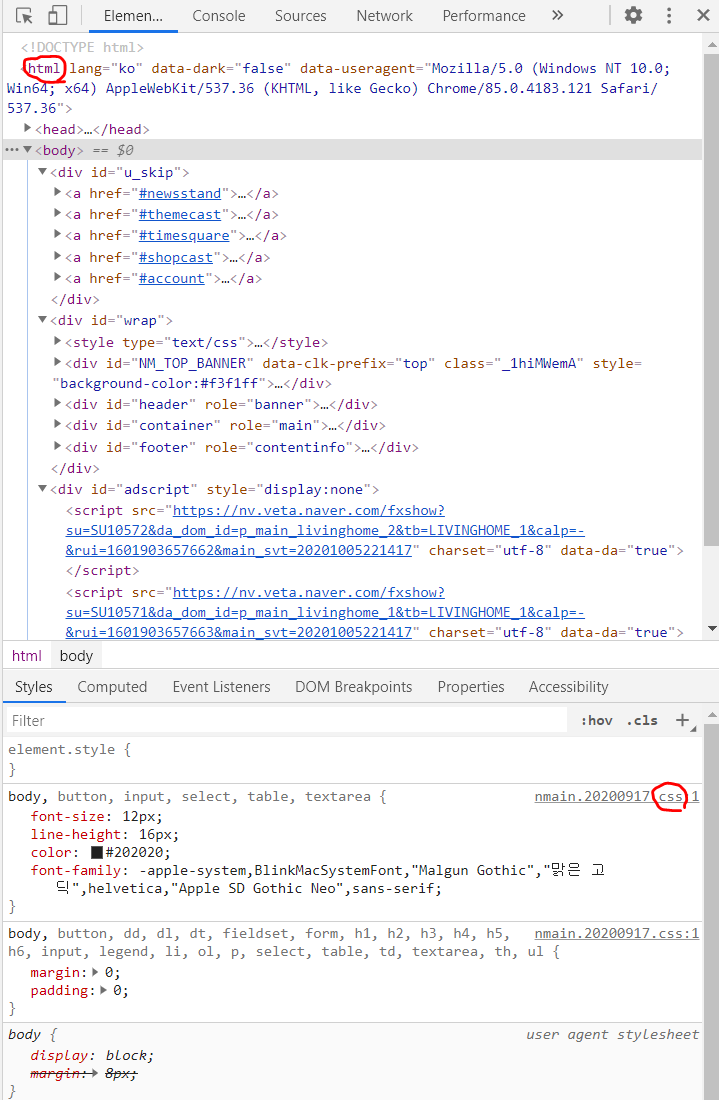 Elemen... Console Sources Network Performance »
<!DOCTYPE html>
html lang="ko" data-dark="false" data-useragent="Mozilla/5.0 (Windows NT 10.0;
Win64; x64) AppleWebKit/537.36 (KHTML, like Gecko) Chrome/85.0.4183.121 Safari/
537.36">
<head>…</head>
<body> == $0
<div id="u_skip">
<a href="#newsstand">…</a>
<a href="#themecast">…</a>
<a href="#timesquare">…</a>
<a href="#shopcast">…</a>
<a href="#account">…</a>
</div>
<div id="wrap">
<style type="text/css">…</style>
<div id="NM_TOP_BANNER" data-clk-prefix="top" class="_1hiMWemA" style=
"background-color:#f3f1ff">…</div>
<div id="header" role="banner">…</div>
<div id="container" role="main">…</div>
<div id="footer" role="contentinfo">…</div>
</div>
<div id="adscript" style="display:none">
<script src="https://nv.veta.naver.com/fxshow?
su=SU10572&da_dom_id=p_main_livinghome_2&tb=LIVINGHOME_1&calp=-
&rui=1601903657662&main_svt=20201005221417" charset="utf-8" data-da="true">
</script>
<script src="https://nv.veta.naver.com/fxshow?
su=SU10571&da_dom_id=p_main_livinghome_1&tb=LIVINGHOME_1&calp=-
&rui=1601903657663&main_svt=20201005221417" charset="utf-8" data-da="true">
html body
Styles Computed Event Listeners DOM Breakpoints Properties Accessibility
Filter :hov .cls +
element.style {
}
body, button, input, select, table, textarea { nmain.20200917.css:1
font-size: 12px;
line-height: 16px;
color: #202020;
font-family: -apple-system,BlinkMacSystemFont,"Malgun Gothic","맑은 고
딕",helvetica,"Apple SD Gothic Neo",sans-serif;
}
body, button, dd, dl, dt, fieldset, form, h1, h2, h3, h4, h5, nmain.20200917.css:1
h6, input, legend, li, ol, p, select, table, td, textarea, th, ul {
margin: 0;
padding: 0;
}
body { user agent stylesheet
display: block;
margin: 8px;
}